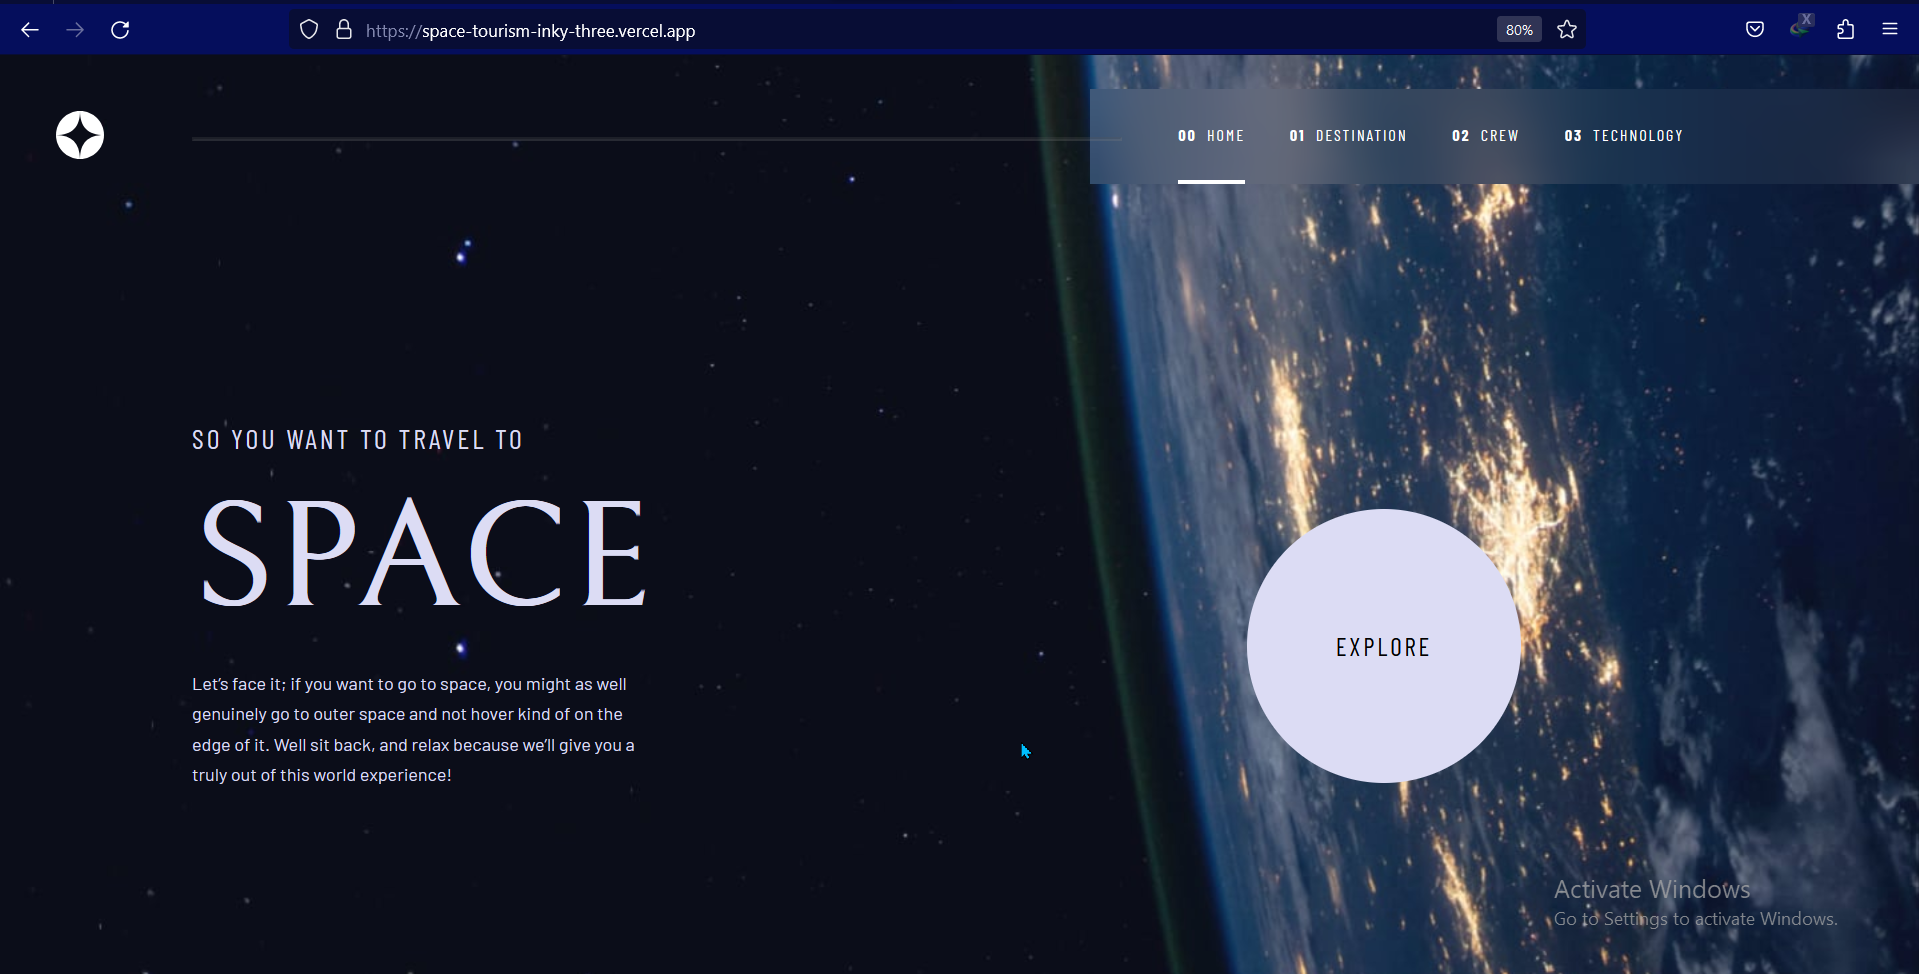 https://space-tourism-inky-three.vercel.app
80%
X
00 HOME 01 DESTINATION 02 CREW 03 TECHNOLOGY
SO YOU WANT TO TRAVEL TO
SPACE
Let's face it; if you want to go to space, you might as well
genuinely go to outer space and not hover kind of on the
edge of it. Well sit back, and relax because we'll give you a
truly out of this world experience!
EXPLORE
Activate Windows
Go to Settings to activate Windows.